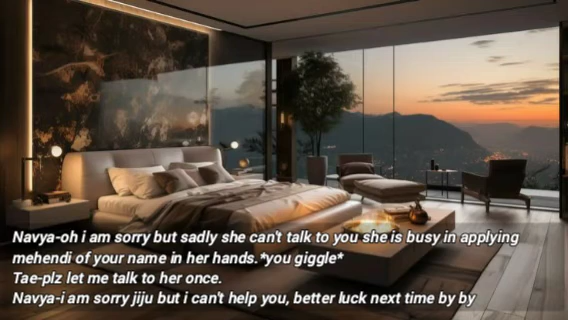 Navya-oh i am sorry but sadly she can't talk to you she is busy in applying
mehendi of your name in her hands.*you giggle*
Tae-plz let me talk to her once.
Navya-i am sorry jiju but i can't help you, better luck next time by by